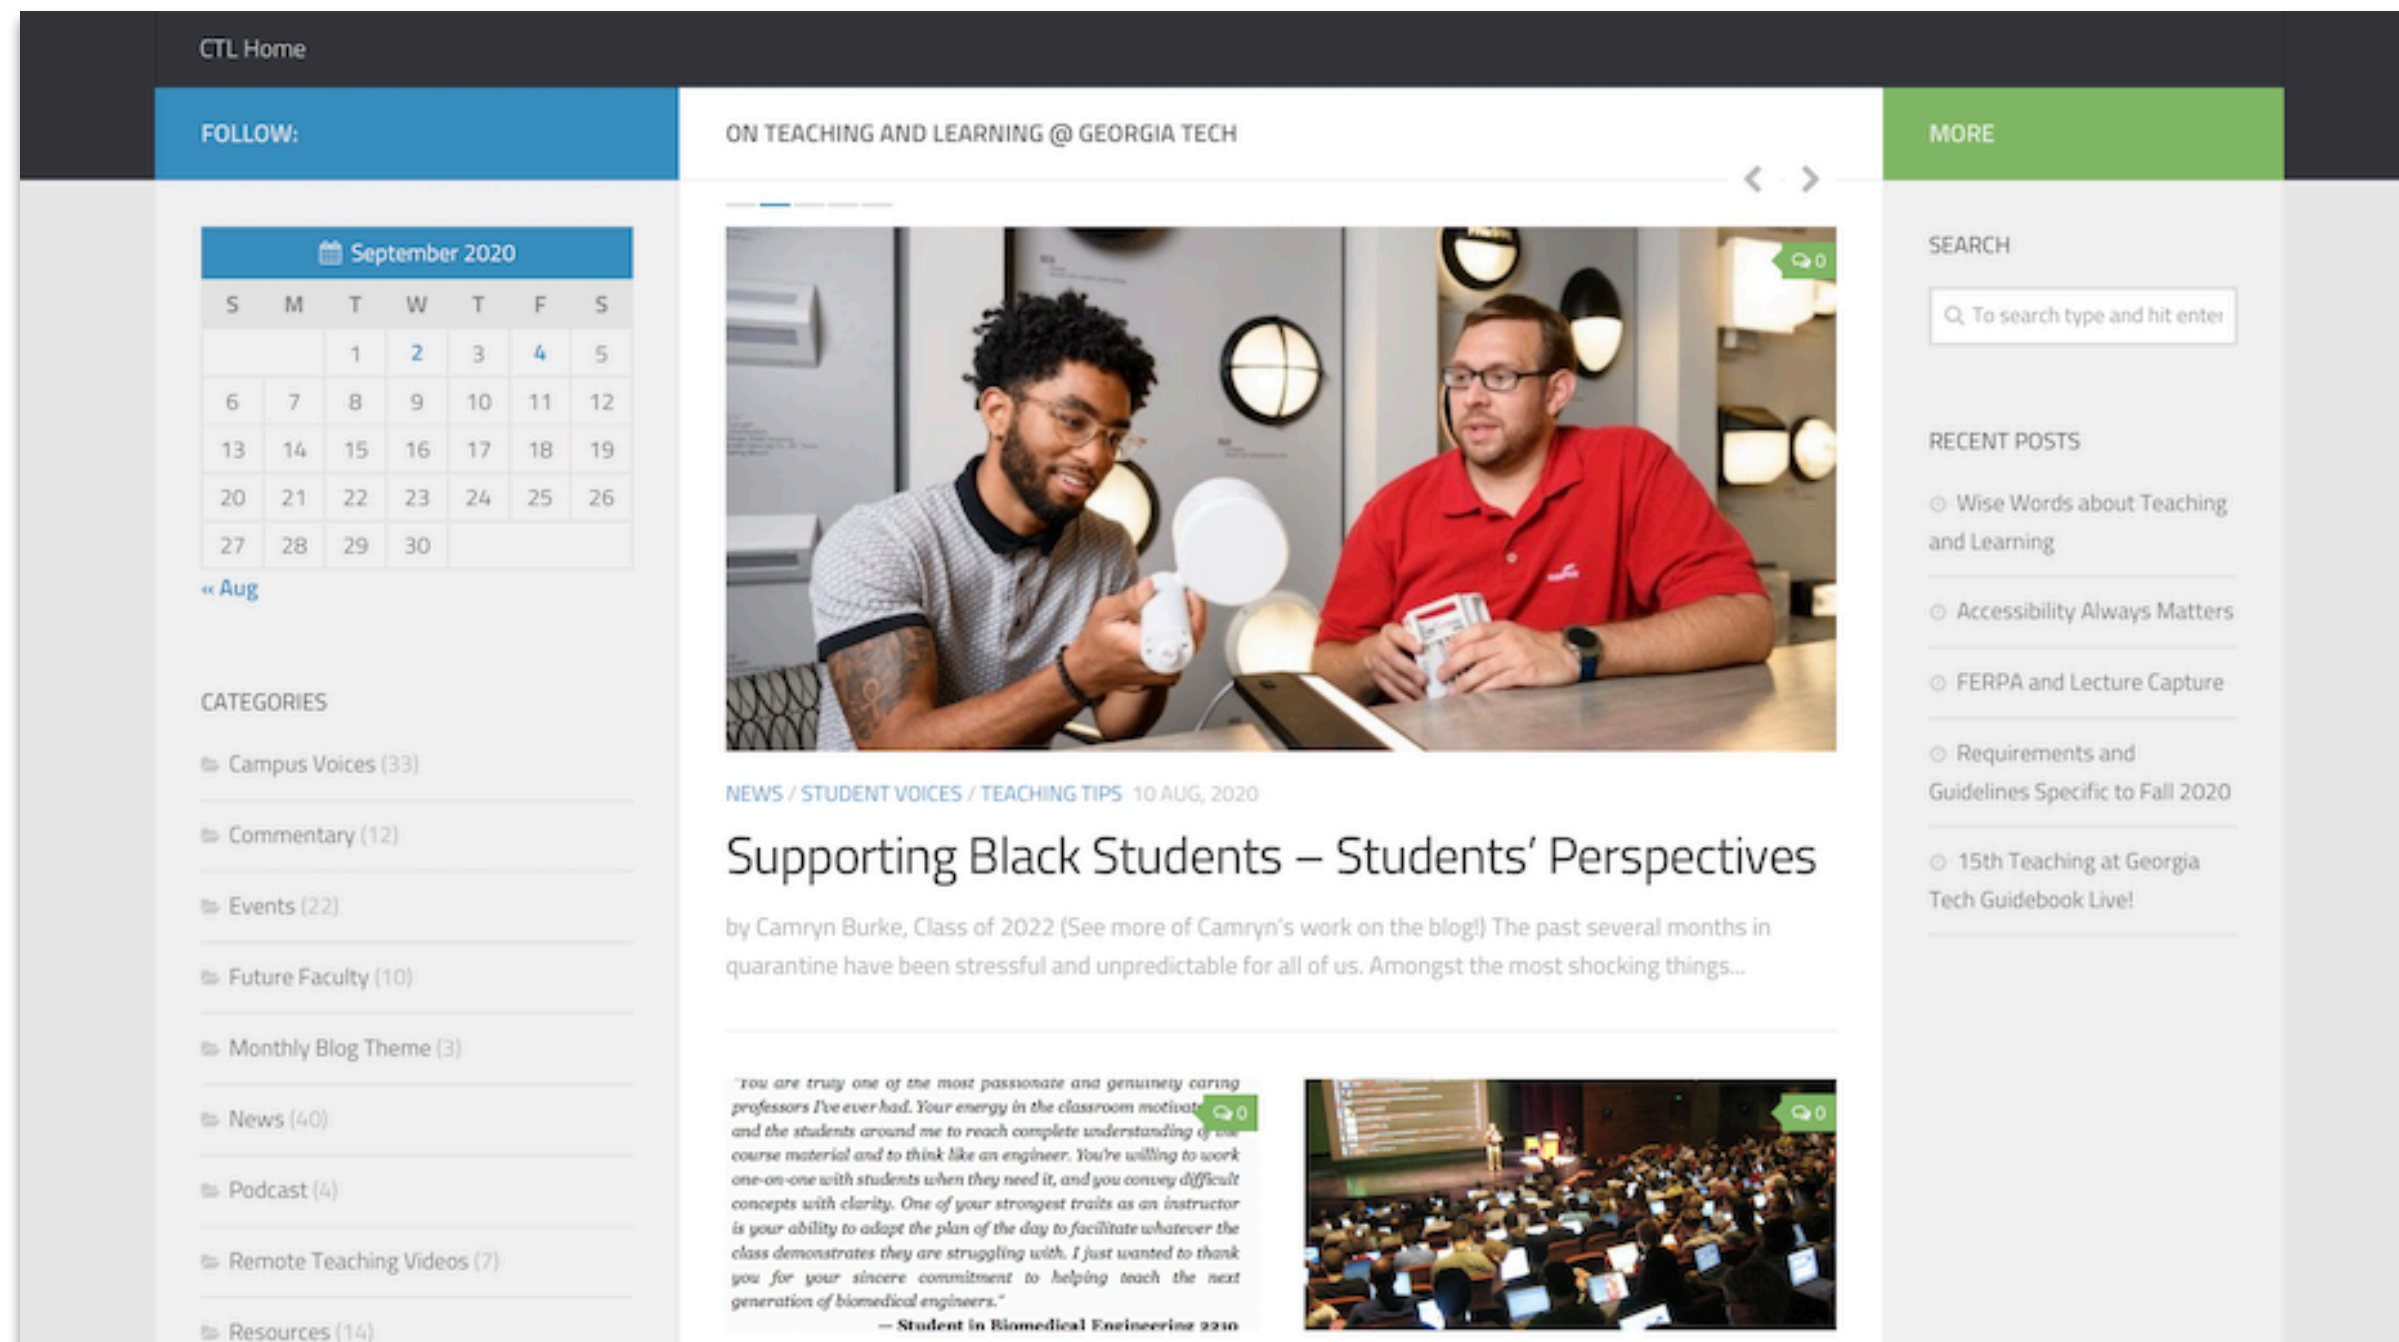 CTL Home
FOLLOW:
ON TEACHING AND LEARNING @ GEORGIA TECH
MORE
September 2020
S M T W T F S
1 2 3 4 5
6 7 8 9 10 11 12
13 14 15 16 17 18 19
20 21 22 23 24 25 26
27 28 29 30
« Aug
CATEGORIES
Campus Voices (33)
Commentary (12)
Events (22)
Future Faculty (10)
Monthly Blog Theme (3)
News (40)
Podcast (4)
Remote Teaching Videos (7)
Resources (14)
0
NEWS / STUDENT VOICES / TEACHING TIPS 10 AUG, 2020
Supporting Black Students – Students’ Perspectives
by Camryn Burke, Class of 2022 (See more of Camryn’s work on the blog!) The past several months in
quarantine have been stressful and unpredictable for all of us. Amongst the most shocking things...
"You are truly one of the most passionate and genuinely caring
professors I've ever had. Your energy in the classroom
0
and the students around me to reach complete understanding of the
course material and to think like an engineer. You're willing to work
one-on-one with students when they need it, and you convey difficult
concepts with clarity. One of your strongest traits as an instructor
is your ability to adapt the plan of the day to facilitate whatever the
class demonstrates they are struggling with. I just wanted to thank
you for your sincere commitment to helping teach the next
generation of biomedical engineers."
— Student in Biomedical Engineering 2210
0
SEARCH
To search type and hit enter
RECENT POSTS
Wise Words about Teaching
and Learning
Accessibility Always Matters
FERPA and Lecture Capture
Requirements and
Guidelines Specific to Fall 2020
15th Teaching at Georgia
Tech Guidebook Live!